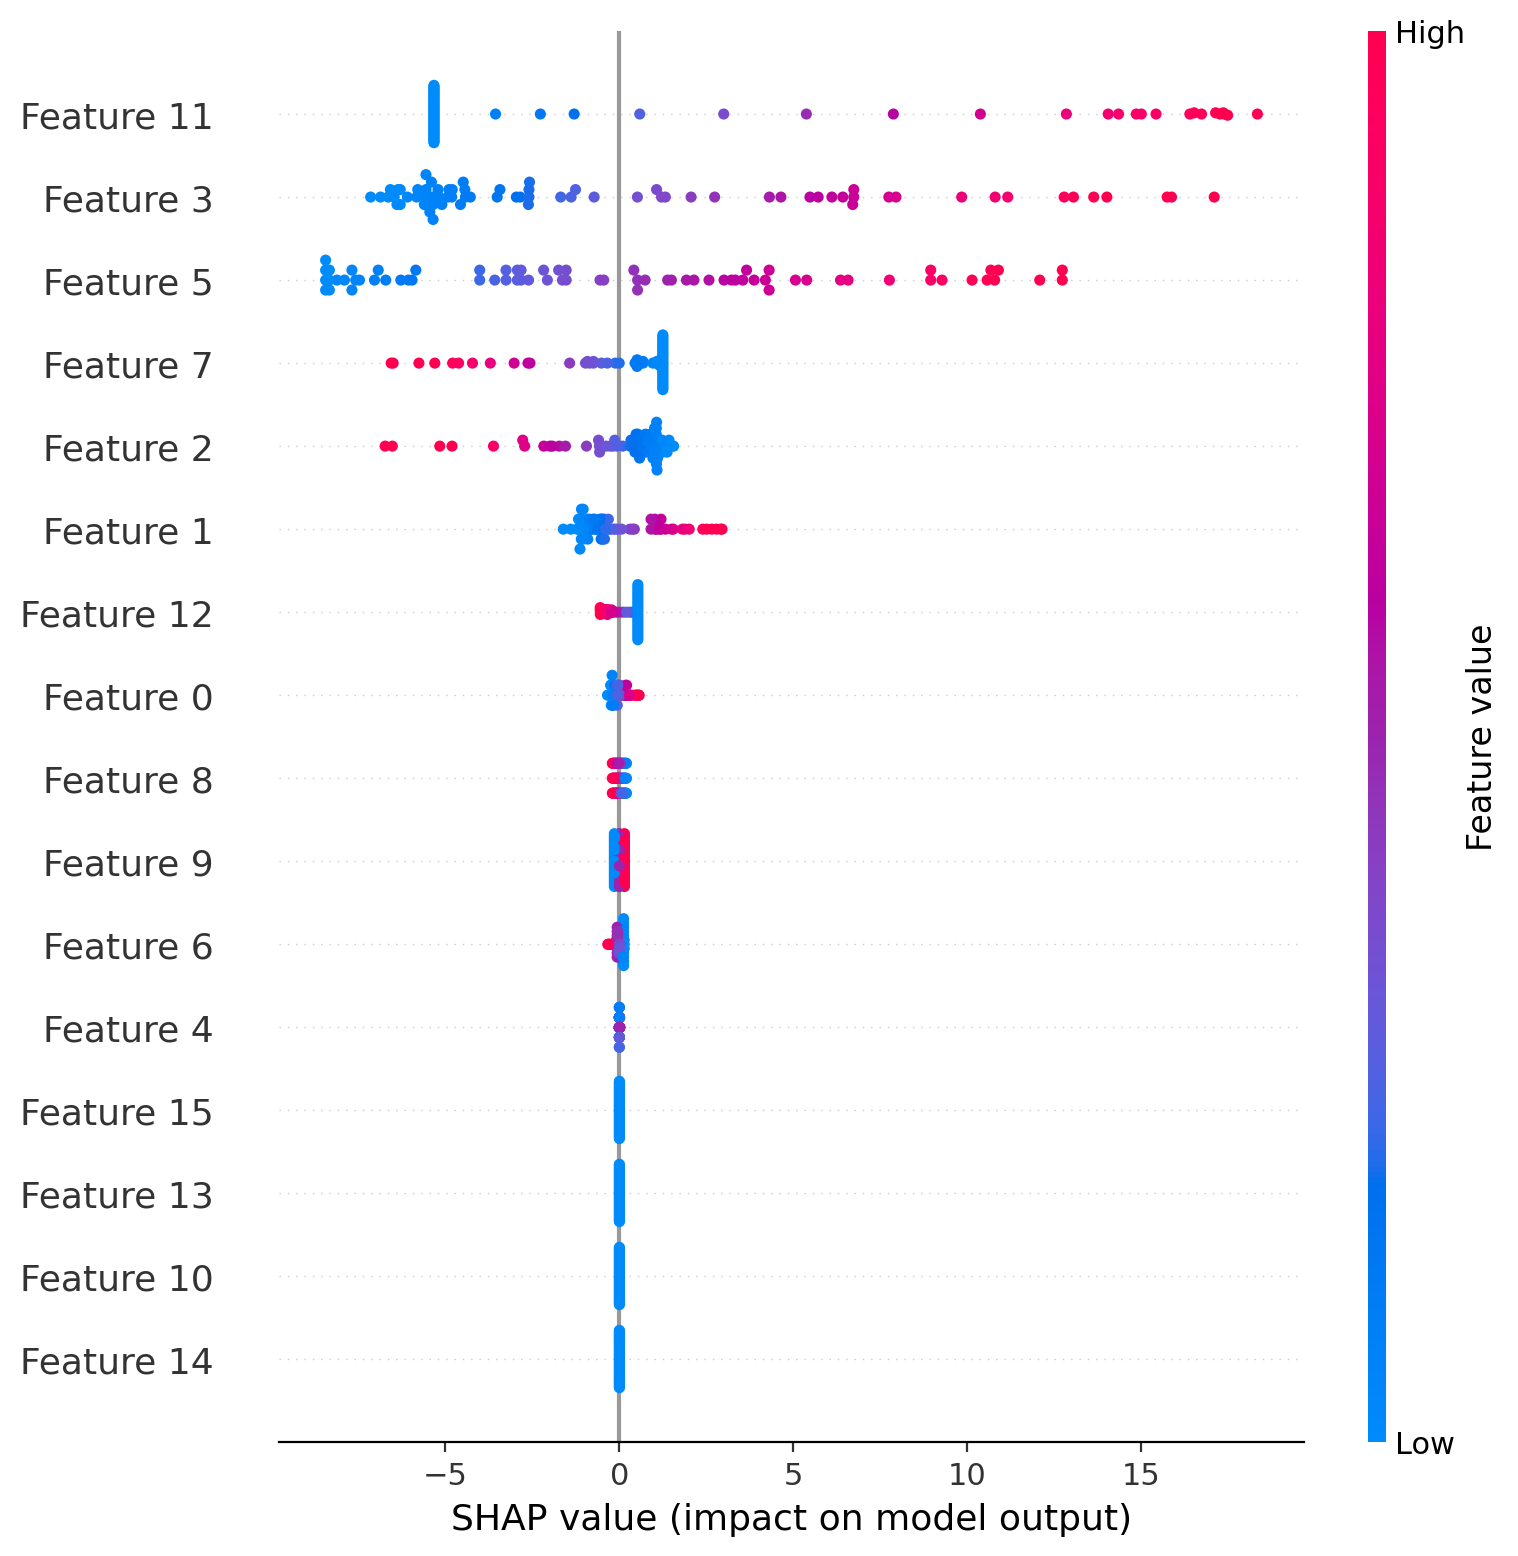 High
Feature 11
Feature 3
Feature 5
Feature 7
Feature 2
Feature 1
Feature 12
Feature 0
Feature 8
Feature 9
Feature 6
Feature 4
Feature 15
Feature 13
Feature 10
Feature 14
Feature value
Low
−5 0 5 10 15
SHAP value (impact on model output)